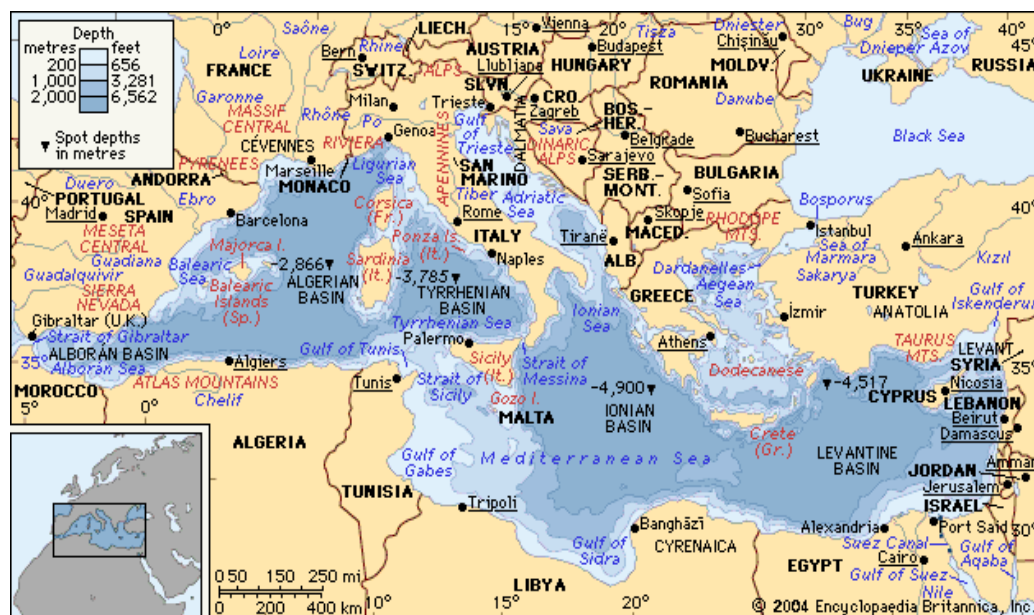 Depth
metres feet
200 656
1,000 3,281
2,000 6,562
Spot depths
in metres
0°
5°
10°
15°
20°
25°
30°
35°
40°
45°
Saône
LIECH.
Vienna
Tisza
Dniester
Bug
Sea of
Azov
Loire
Bern
Rhine
AUSTRIA
Budapest
Chişinău
Dnieper
FRANCE
SWITZ.
ALPS
Llubljana
HUNGARY
MOLDV.
RUSSIA
SLVN.
ROMANIA
UKRAINE
Garonne
Rhône
Milan
Trieste
CRO.
Zagreb
Danube
MASSIF
CENTRAL
Po
Genoa
Gulf
of
Trieste
DALMATIA
BOS.-
HER.
Sava
Belgrade
Bucharest
Black Sea
CÉVENNES
RIVIERA
APENNINES
DINARIC
ALPS
Sarajevo
PYRENEES
Marseille
MONACO
Ligurian
Sea
SAN
MARINO
SERB.-
MONT.
BULGARIA
Duero
ANDORRA
Tiber
Adriatic
Sea
Sofia
Bosporus
40°
PORTUGAL
Ebro
Corsica
(Fr.)
Skopje
RHODOPE
MTS.
Madrid
SPAIN
Barcelona
Rome
Tiranë
MACED.
Istanbul
Ankara
40°
MESETA
CENTRAL
Majorca I.
Ponza Is.
(It.)
ITALY
ALB.
Sea of
Marmara
Guadiana
Balearic
Sea
-2,866
Sardinia
(It.)
Naples
Dardanelles
Sakarya
Kızıl
Guadalquivir
ALGERIAN
BASIN
-3,785
TYRRHENIAN
BASIN
GREECE
Aegean
Sea
TURKEY
Gulf of
Iskenderun
SIERRA
NEVADA
Balearic
Islands
(Sp.)
Ionian
Sea
İzmir
ANATOLIA
Gibraltar (U.K.)
Tyrrhenian Sea
Athens
TAURUS
MTS.
Strait of Gibraltar
Palermo
LEVANT
35°
ALBORÁN BASIN
Alboran Sea
Algiers
Gulf of Tunis
Sicily
(It.)
Strait of
Messina
Dodecanese
SYRIA
35°
MOROCCO
ATLAS MOUNTAINS
Tunis
Strait of
Sicily
-4,900
-4,517
CYPRUS
Nicosia
5°
0°
Chelif
Gozo I.
MALTA
IONIAN
BASIN
LEBANON
Beirut
Crete
(Gr.)
Damascus
ALGERIA
Gulf of
Gabes
Mediterranean Sea
LEVANTINE
BASIN
JORDAN
Amman
TUNISIA
Tripoli
Jerusalem
ISRAEL
Banghāzī
CYRENAICA
Alexandria
Port Said
30°
Gulf of
Sidra
EGYPT
Suez Canal
Cairo
Gulf of
Aqaba
0 50 150 250 mi
LIBYA
Gulf of Suez
0 200 400 km
Nile
10°
15°
20°
© 2004 Encyclopaedia Britannica, Inc.